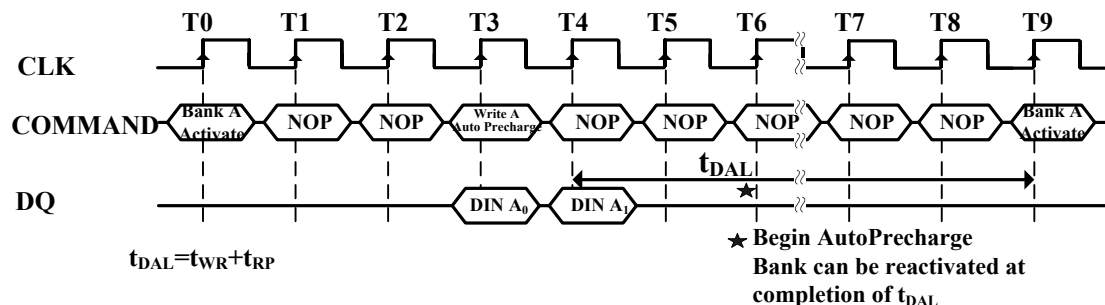 T0 T1 T2 T3 T4 T5 T6 T7 T8 T9
CLK
COMMAND
Bank A
Activate
NOP
NOP
Write A
Auto Precharge
NOP
NOP
NOP
NOP
NOP
Bank A
Activate
tDAL
DQ
DIN A0
DIN A1
tDAL=tWR+tRP
★ Begin AutoPrecharge
Bank can be reactivated at
completion of tDAL